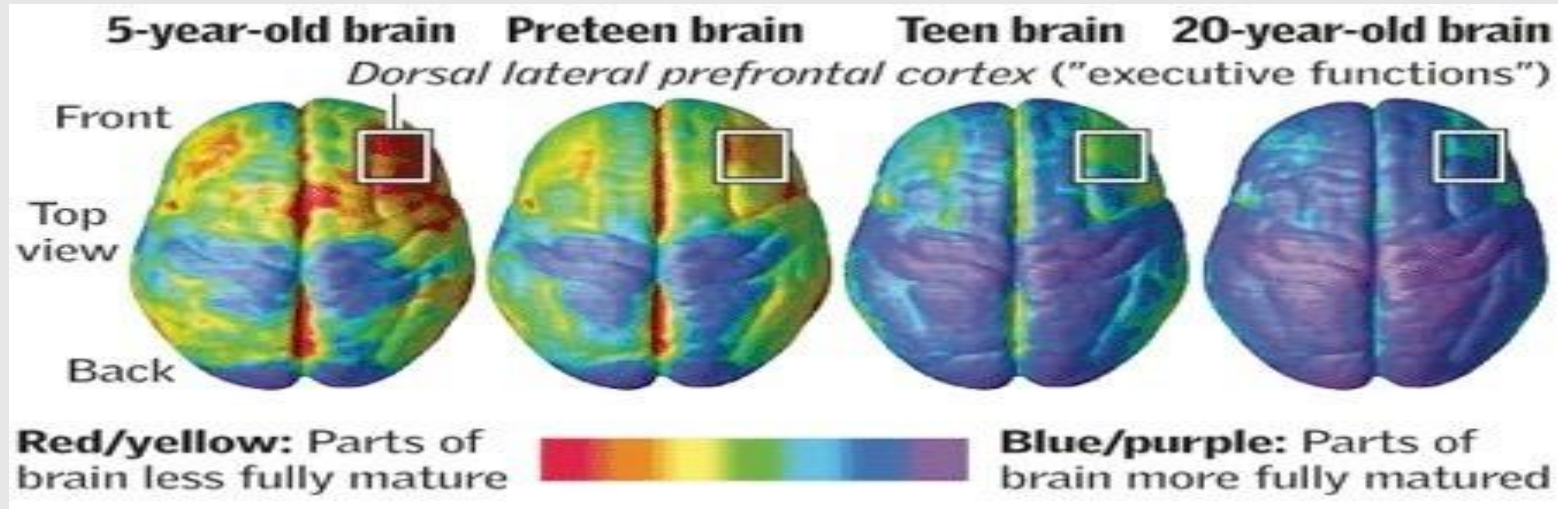 5-year-old brain Preteen brain Teen brain 20-year-old brain
Dorsal lateral prefrontal cortex ("executive functions")
Front
Top
view
Back
Red/yellow: Parts of
brain less fully mature
Blue/purple: Parts of
brain more fully matured